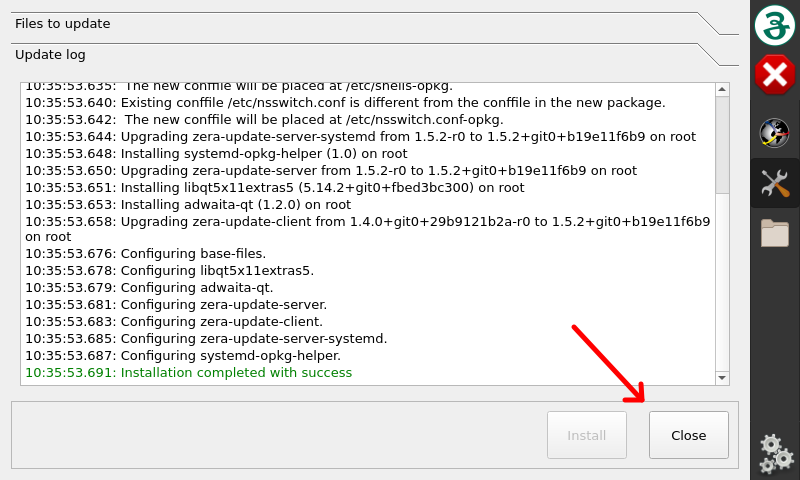 Files to update
Update log
10:35:53.635:  The new conffile will be placed at /etc/shells-opkg.
10:35:53.640: Existing conffile /etc/nsswitch.conf is different from the conffile in the new package.
10:35:53.642:  The new conffile will be placed at /etc/nsswitch.conf-opkg.
10:35:53.644: Upgrading zera-update-server-systemd from 1.5.2-r0 to 1.5.2+git0+b19e11f6b9 on root
10:35:53.648: Installing systemd-opkg-helper (1.0) on root
10:35:53.650: Upgrading zera-update-server from 1.5.2-r0 to 1.5.2+git0+b19e11f6b9 on root
10:35:53.651: Installing libqt5x11extras5 (5.14.2+git0+fbed3bc300) on root
10:35:53.653: Installing adwaita-qt (1.2.0) on root
10:35:53.658: Upgrading zera-update-client from 1.4.0+git0+29b9121b2a-r0 to 1.5.2+git0+b19e11f6b9
on root
10:35:53.676: Configuring base-files.
10:35:53.678: Configuring libqt5x11extras5.
10:35:53.679: Configuring adwaita-qt.
10:35:53.681: Configuring zera-update-server.
10:35:53.683: Configuring zera-update-client.
10:35:53.685: Configuring zera-update-server-systemd.
10:35:53.687: Configuring systemd-opkg-helper.
10:35:53.691: Installation completed with success
Install
Close